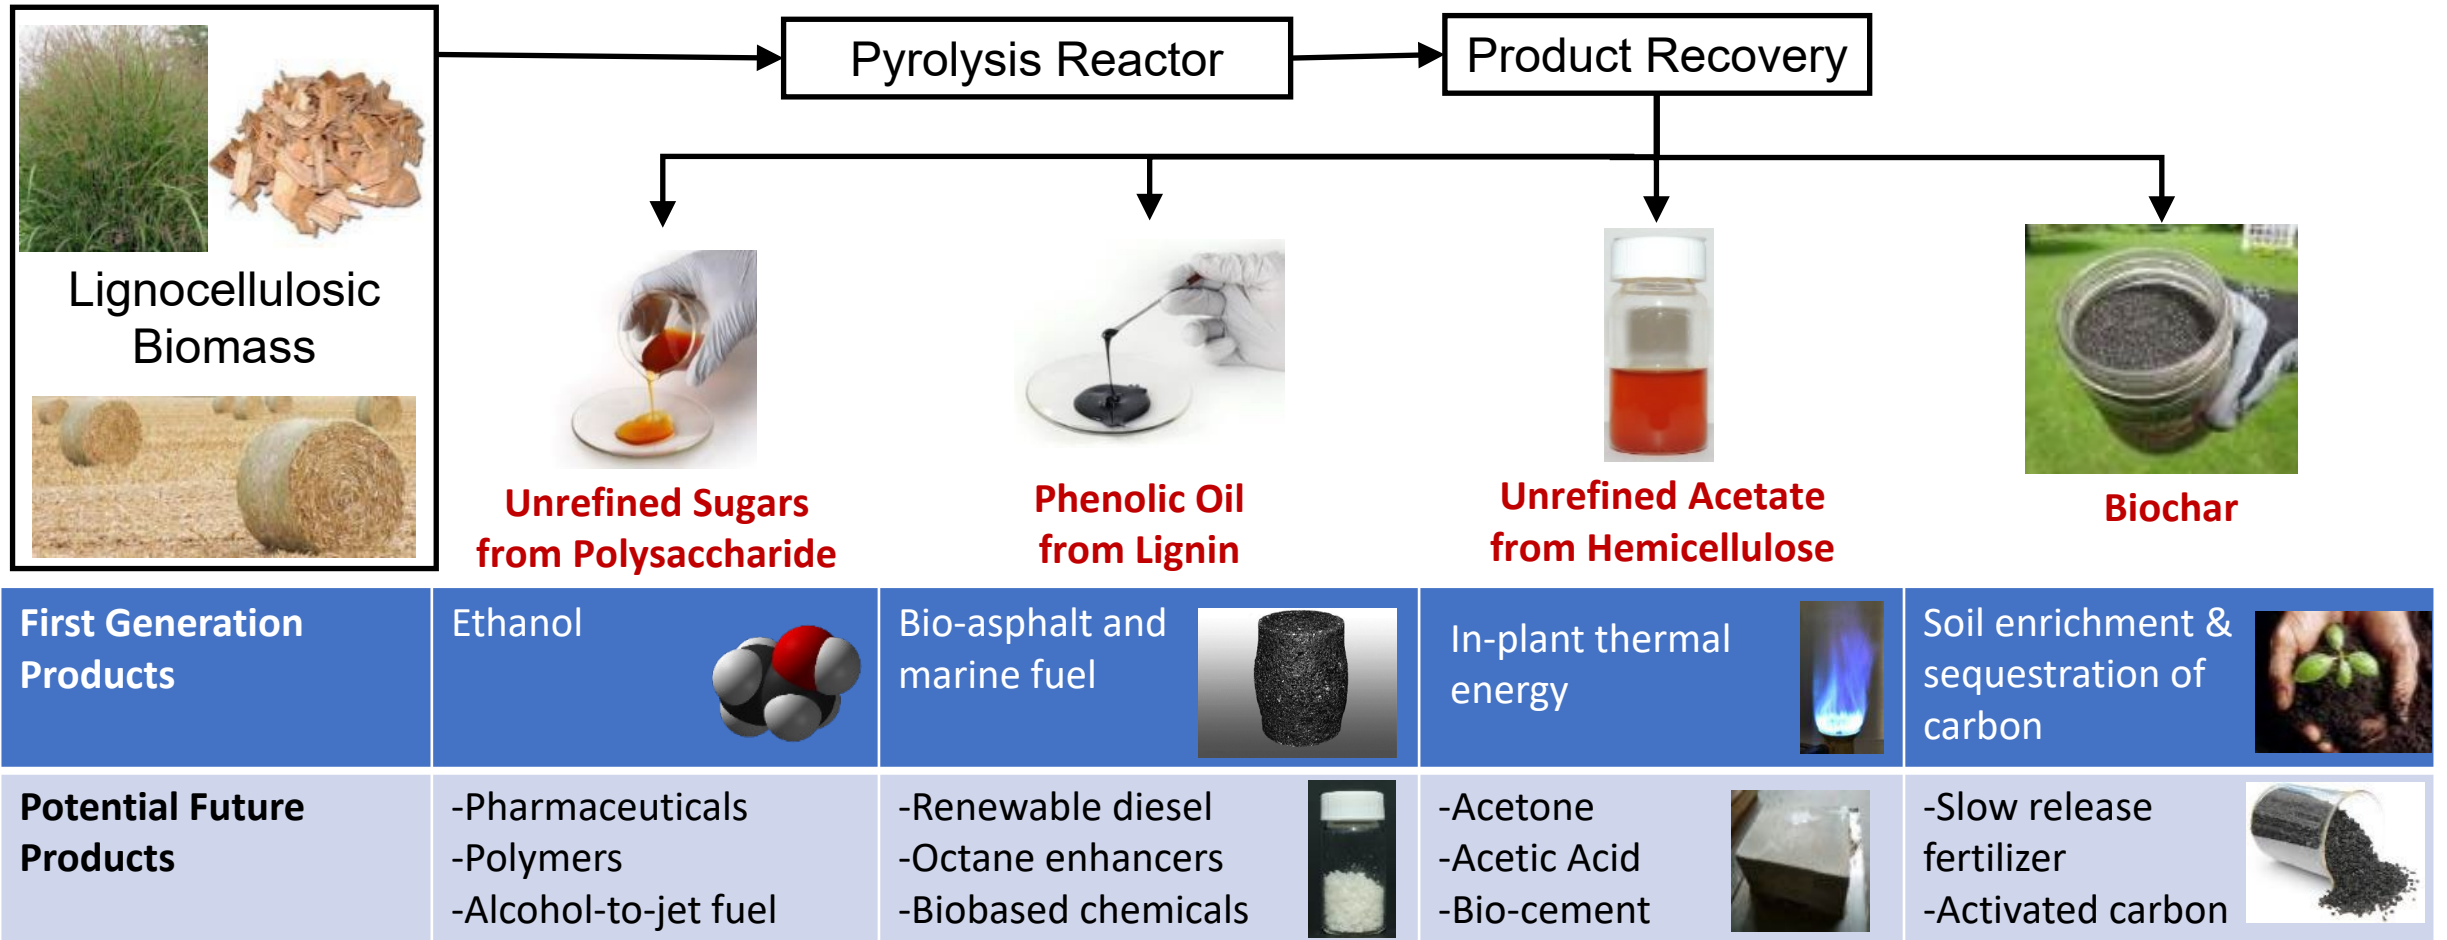 Pyrolysis Reactor
Product Recovery
Lignocellulosic
Biomass
Unrefined Sugars
from Polysaccharide
Phenolic Oil
from Lignin
Unrefined Acetate
from Hemicellulose
Biochar
First Generation
Products
Ethanol
Bio-asphalt and
marine fuel
In-plant thermal
energy
Soil enrichment &
sequestration of
carbon
Potential Future
Products
-Pharmaceuticals
-Polymers
-Alcohol-to-jet fuel
-Renewable diesel
-Octane enhancers
-Biobased chemicals
-Acetone
-Acetic Acid
-Bio-cement
-Slow release
fertilizer
-Activated carbon